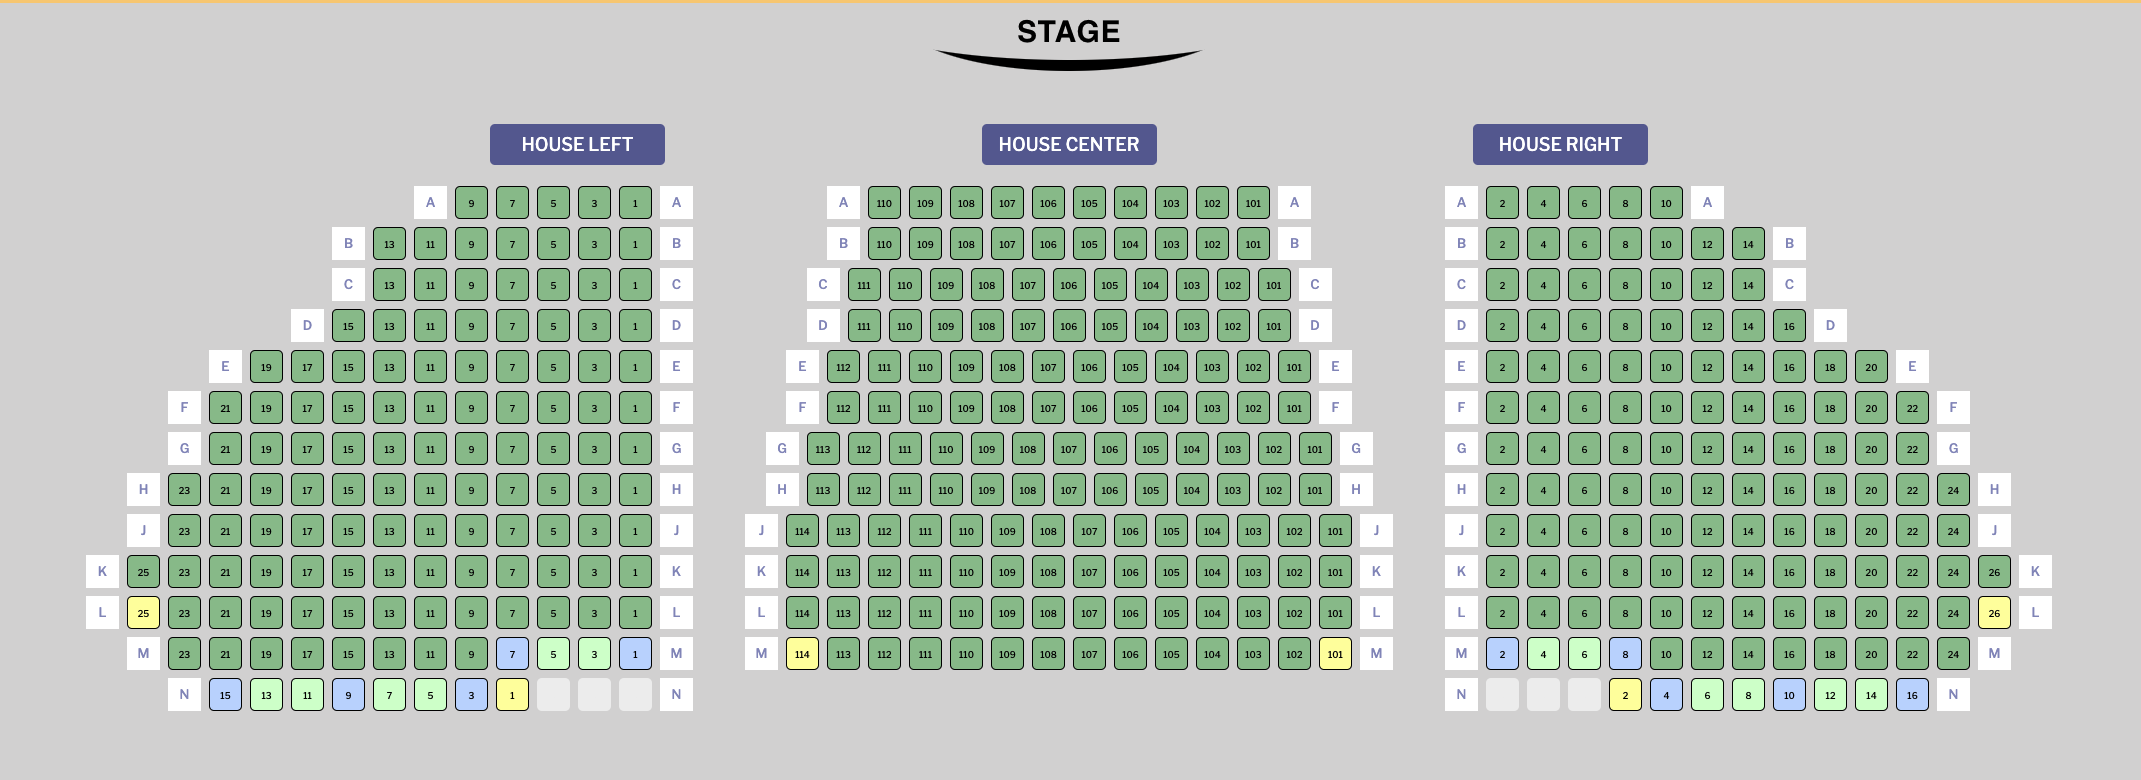 STAGE
HOUSE LEFT HOUSE CENTER HOUSE RIGHT
A 9 7 5 3 1 A A 110 109 108 107 106 105 104 103 102 101 A A 2 4 6 8 10 A
B 13 11 9 7 5 3 1 B B 110 109 108 107 106 105 104 103 102 101 B B 2 4 6 8 10 12 14 B
C 13 11 9 7 5 3 1 C C 111 110 109 108 107 106 105 104 103 102 101 C C 2 4 6 8 10 12 14 C
D 15 13 11 9 7 5 3 1 D D 111 110 109 108 107 106 105 104 103 102 101 D D 2 4 6 8 10 12 14 16 D
E 19 17 15 13 11 9 7 5 3 1 E E 112 111 110 109 108 107 106 105 104 103 102 101 E E 2 4 6 8 10 12 14 16 18 20 E
F 21 19 17 15 13 11 9 7 5 3 1 F F 112 111 110 109 108 107 106 105 104 103 102 101 F F 2 4 6 8 10 12 14 16 18 20 22 F
G 21 19 17 15 13 11 9 7 5 3 1 G G 113 112 111 110 109 108 107 106 105 104 103 102 101 G G 2 4 6 8 10 12 14 16 18 20 22 G
H 23 21 19 17 15 13 11 9 7 5 3 1 H H 113 112 111 110 109 108 107 106 105 104 103 102 101 H H 2 4 6 8 10 12 14 16 18 20 22 24 H
J 23 21 19 17 15 13 11 9 7 5 3 1 J J 114 113 112 111 110 109 108 107 106 105 104 103 102 101 J J 2 4 6 8 10 12 14 16 18 20 22 24 J
K 25 23 21 19 17 15 13 11 9 7 5 3 1 K K 114 113 112 111 110 109 108 107 106 105 104 103 102 101 K K 2 4 6 8 10 12 14 16 18 20 22 24 26 K
L 25 23 21 19 17 15 13 11 9 7 5 3 1 L L 114 113 112 111 110 109 108 107 106 105 104 103 102 101 L L 2 4 6 8 10 12 14 16 18 20 22 24 26 L
M 23 21 19 17 15 13 11 9 7 5 3 1 M M 114 113 112 111 110 109 108 107 106 105 104 103 102 101 M M 2 4 6 8 10 12 14 16 18 20 22 24 M
N 15 13 11 9 7 5 3 1 N N 2 4 6 8 10 12 14 16 N